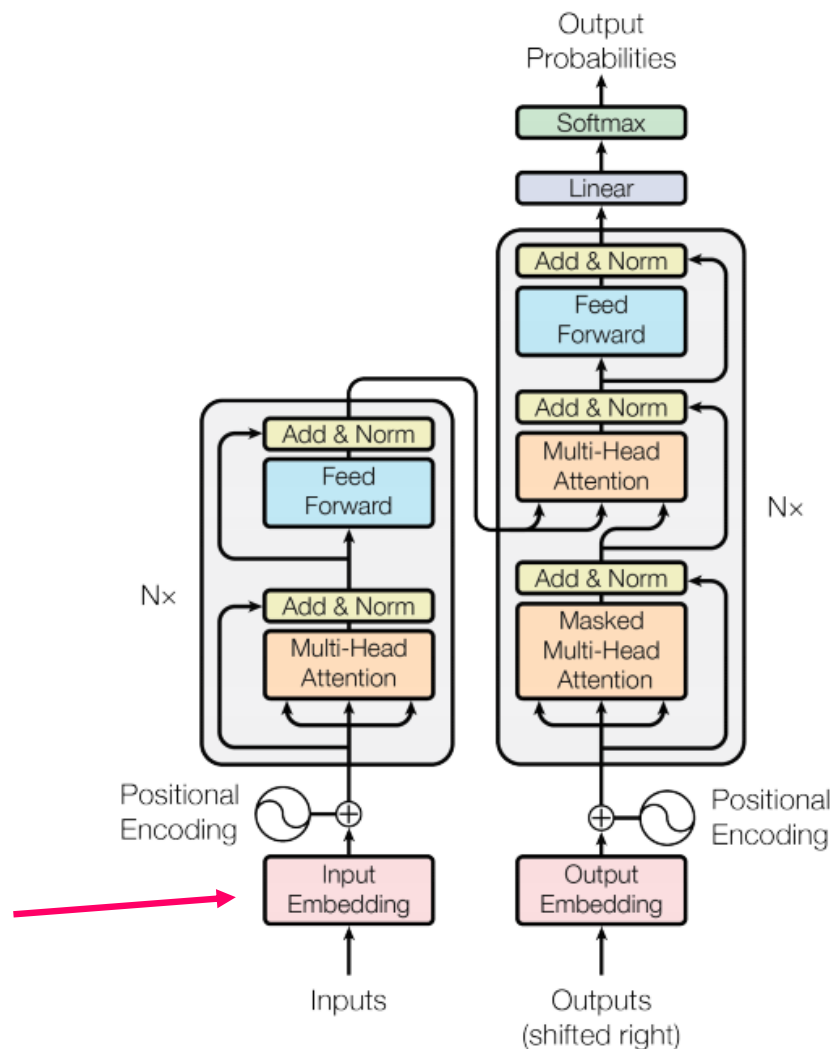 Output
Probabilities
Softmax
Linear
Add & Norm
Feed
Forward
Add & Norm
Multi-Head
Attention
Nx
Add & Norm
Masked
Multi-Head
Attention
Positional
Encoding
Output
Embedding
Outputs
(shifted right)
Add & Norm
Feed
Forward
Nx
Add & Norm
Multi-Head
Attention
Positional
Encoding
Input
Embedding
Inputs